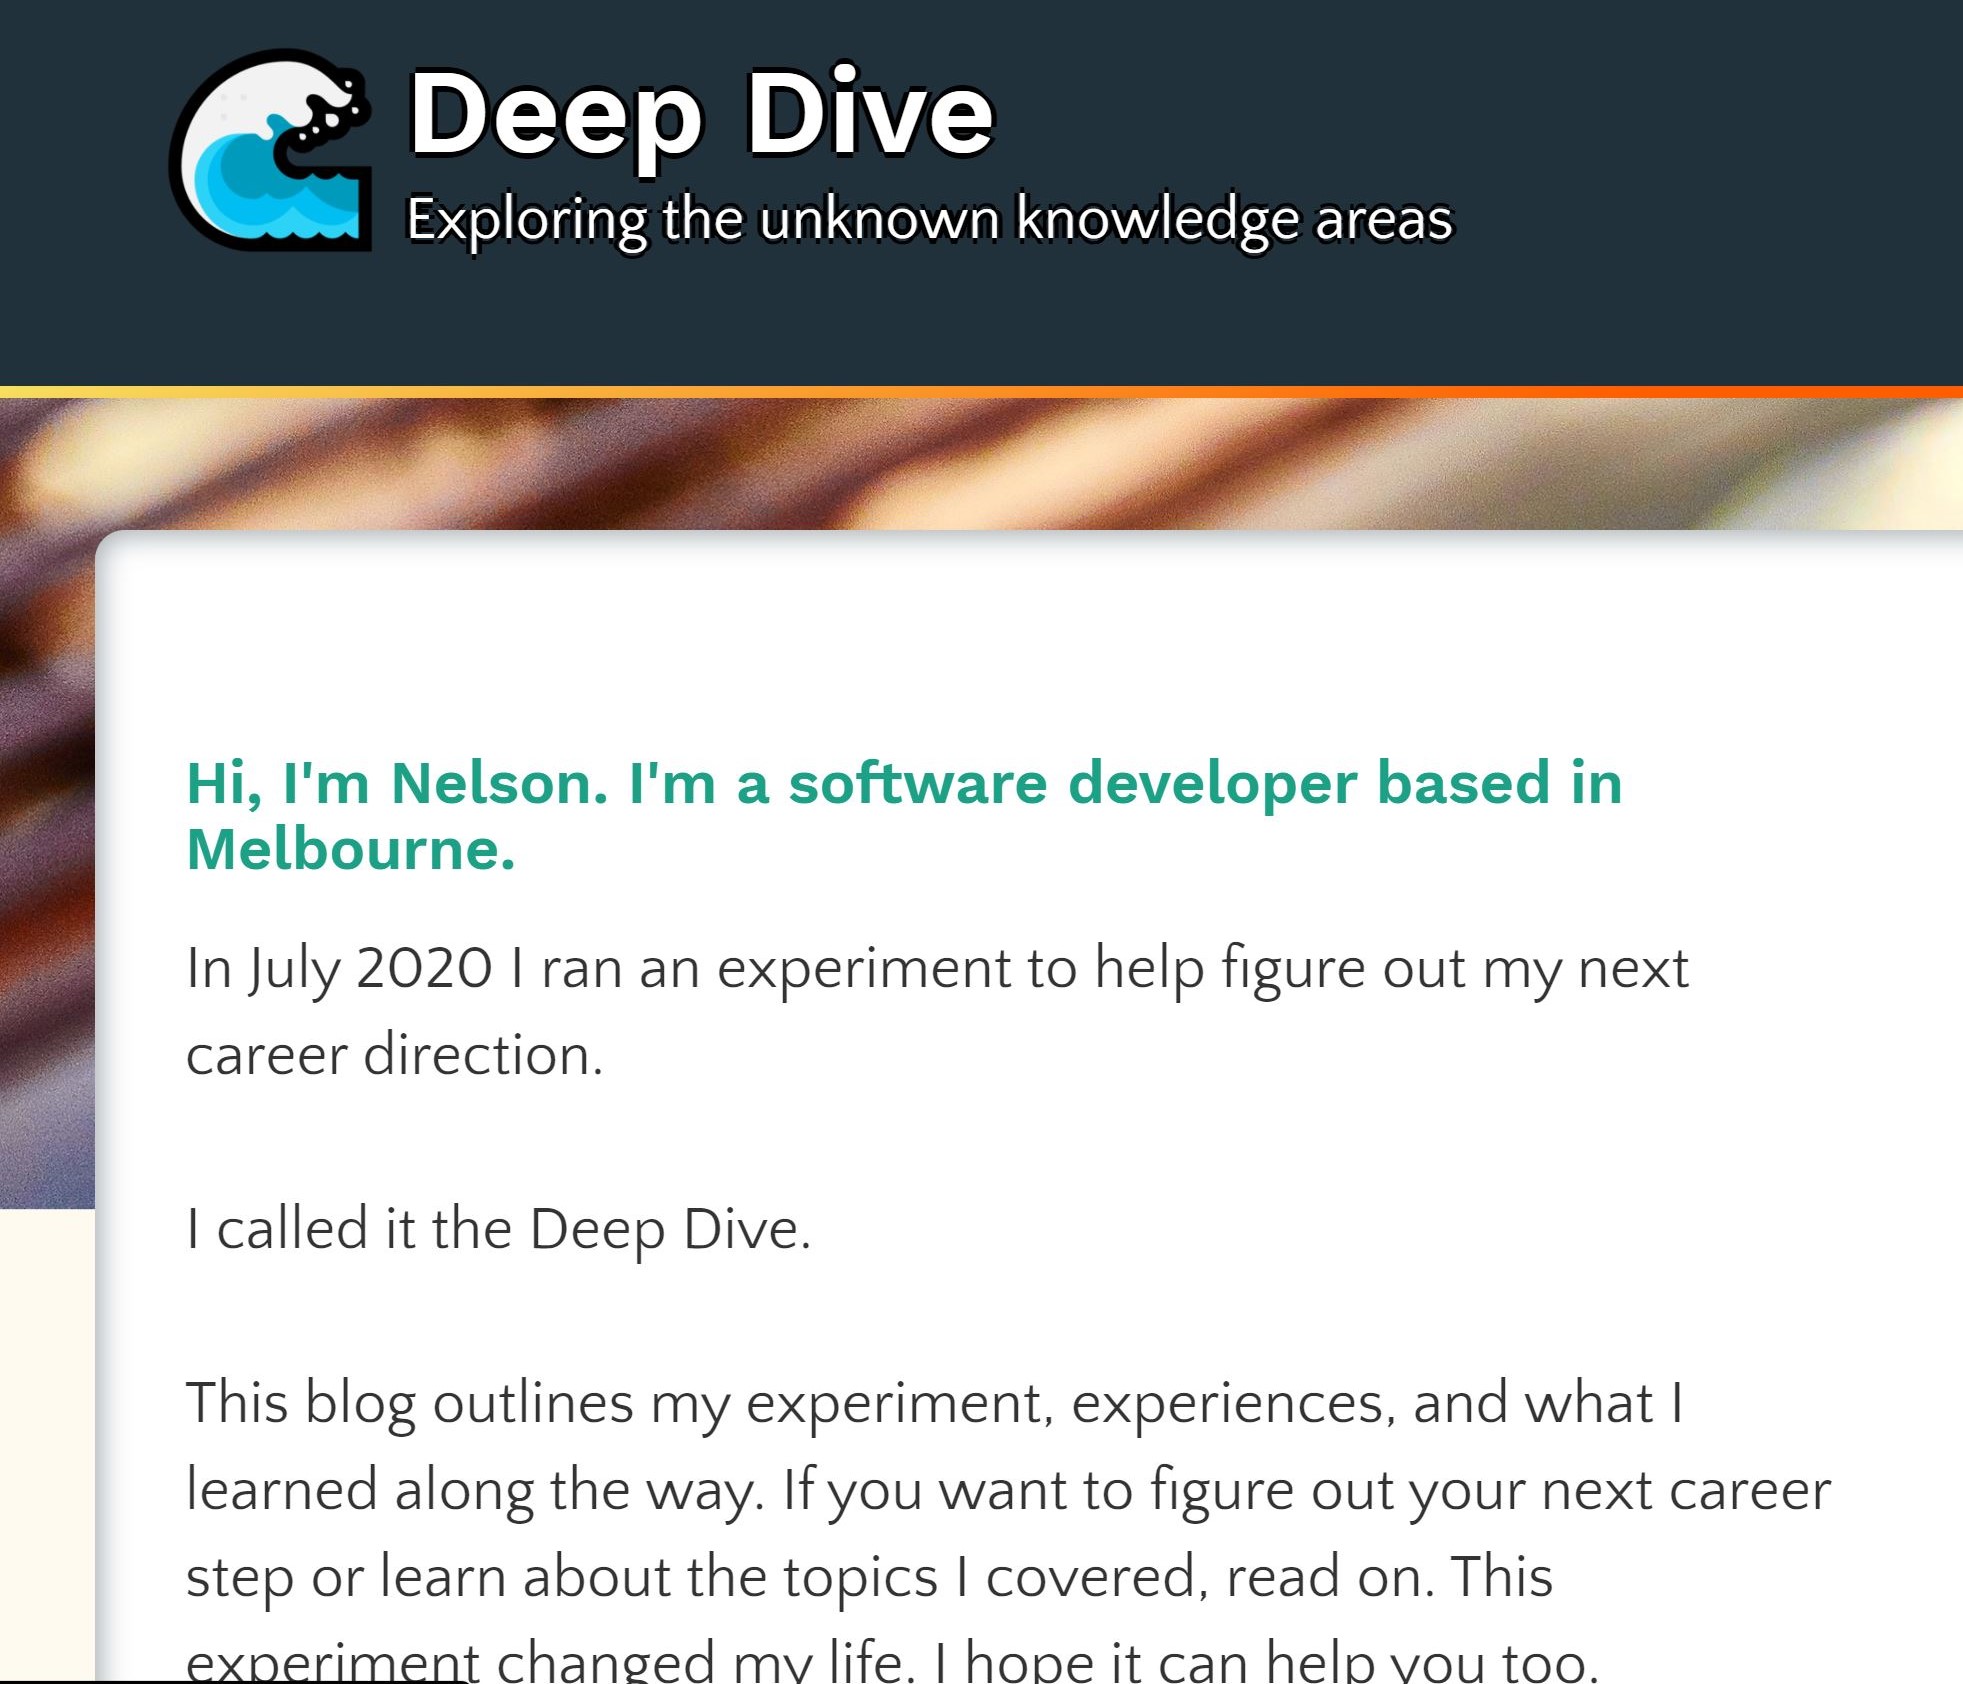 Deep Dive
Exploring the unknown knowledge areas
Hi, I'm Nelson. I'm a software developer based in
Melbourne.
In July 2020 I ran an experiment to help figure out my next
career direction.
I called it the Deep Dive.
This blog outlines my experiment, experiences, and what I
learned along the way. If you want to figure out your next career
step or learn about the topics I covered, read on. This
experiment changed my life. I hope it can help you too.